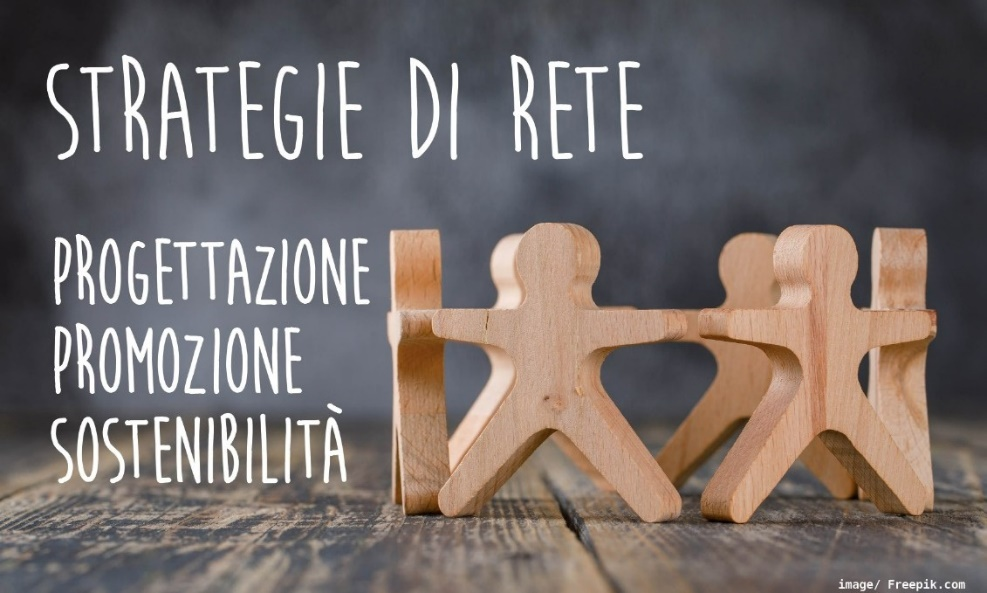 STRATEGIE DI RETE
PROGETTAZIONE
PROMOZIONE
SOSTENIBILITÀ
image/ Freepik.com